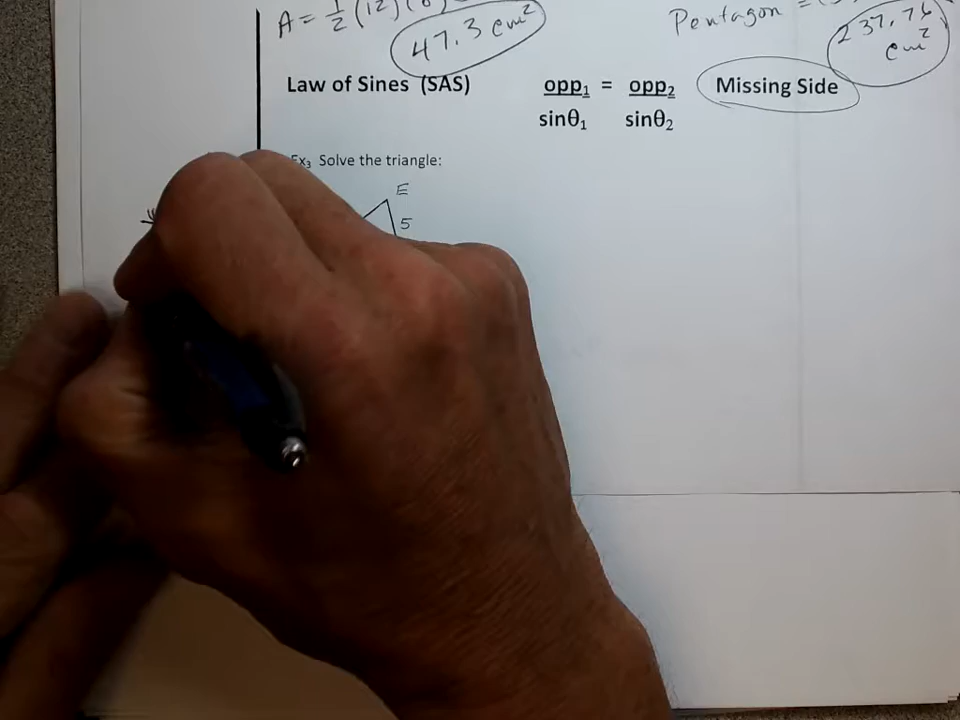 A = 1/2 (12)(
47.3 cm²
Pentagon = (
237.76 cm²
Law of Sines (SAS) opp₁ = opp₂ Missing Side
sinθ₁ sinθ₂
Ex₃ Solve the triangle:
E
5